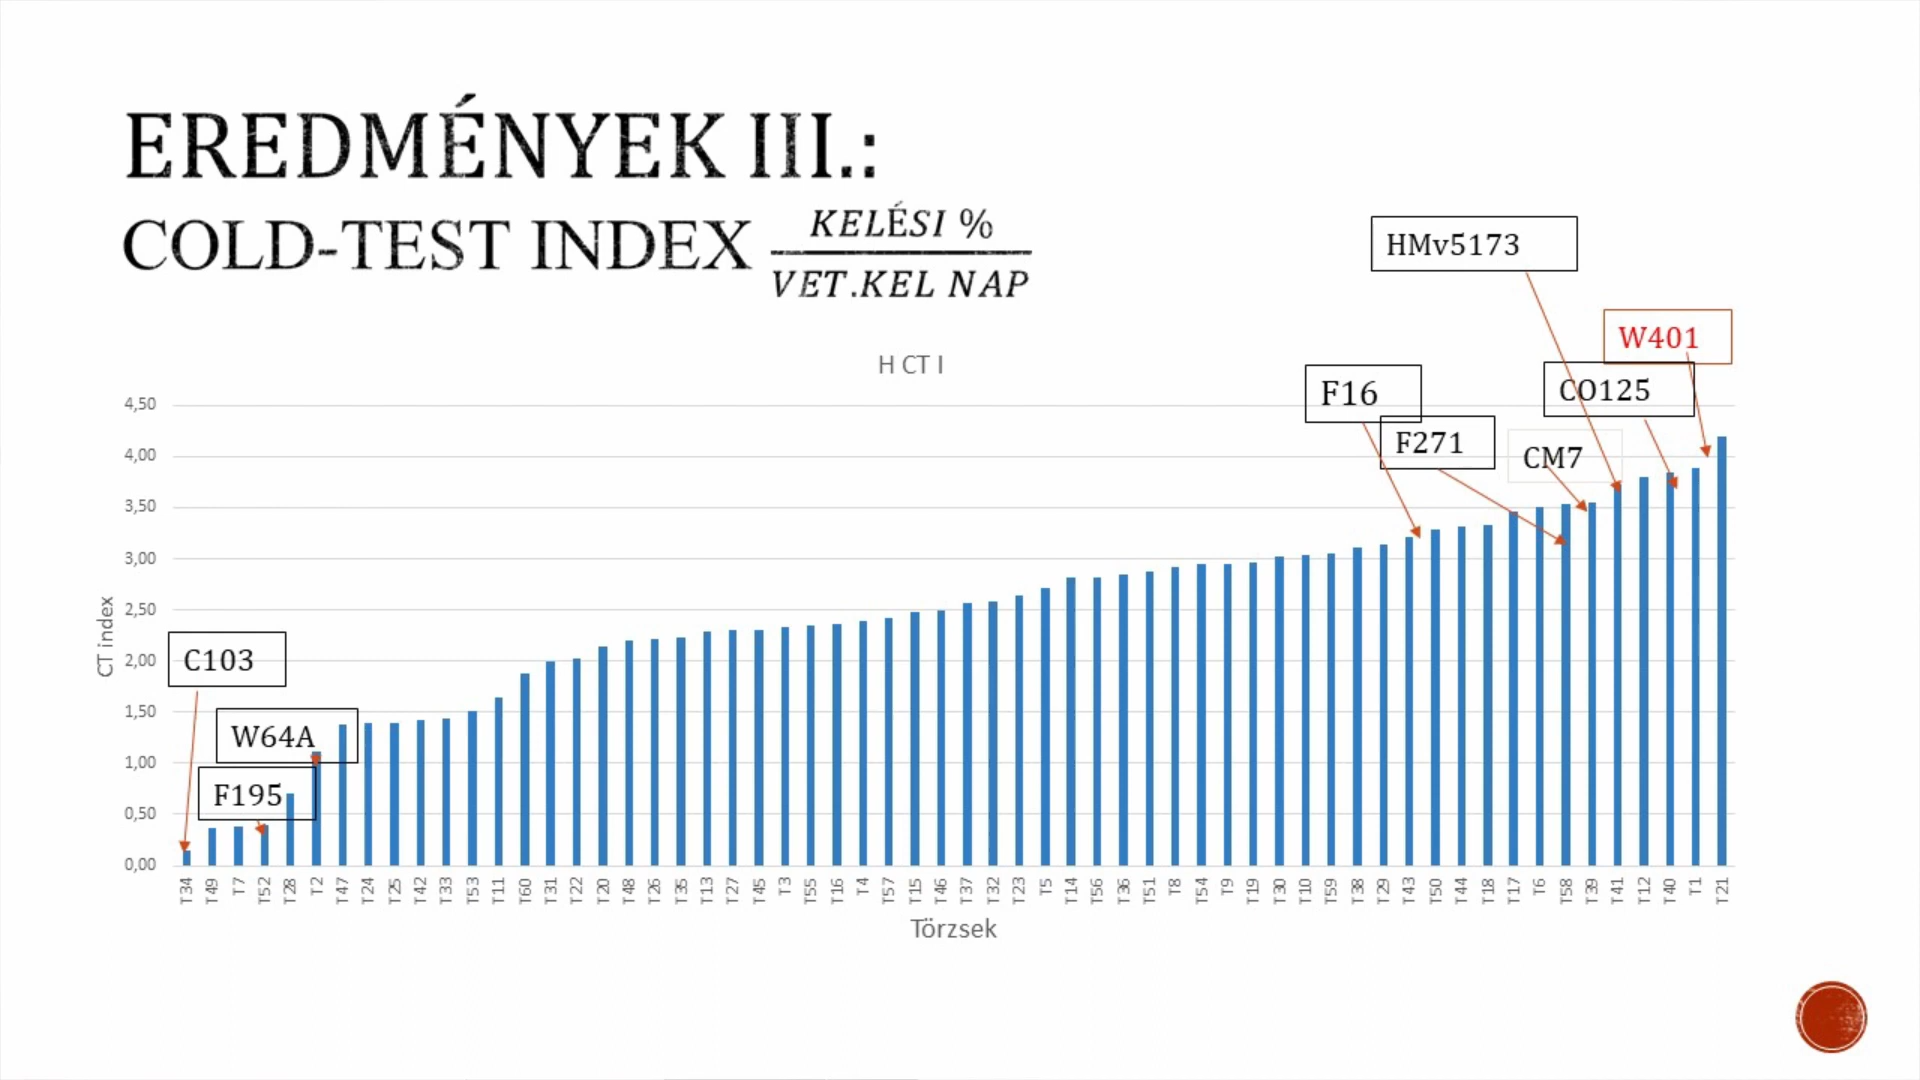 EREDMÉNYEK III.:
COLD-TEST INDEX KELÉSI % / VET.KEL NAP
HMv5173
W401
H CT I
F16
CO125
F271
CM7
4,50
4,00
3,50
3,00
2,50
2,00
1,50
1,00
0,50
0,00
CT index
C103
W64A
F195
T34 T49 T7 T52 T28 T2 T47 T24 T25 T42 T33 T53 T11 T60 T31 T22 T20 T48 T26 T35 T13 T27 T45 T3 T55 T16 T4 T57 T15 T46 T37 T32 T23 T5 T14 T56 T36 T51 T8 T54 T9 T19 T30 T10 T59 T38 T29 T43 T50 T44 T18 T17 T6 T58 T39 T41 T12 T40 T1 T21
Törzsek